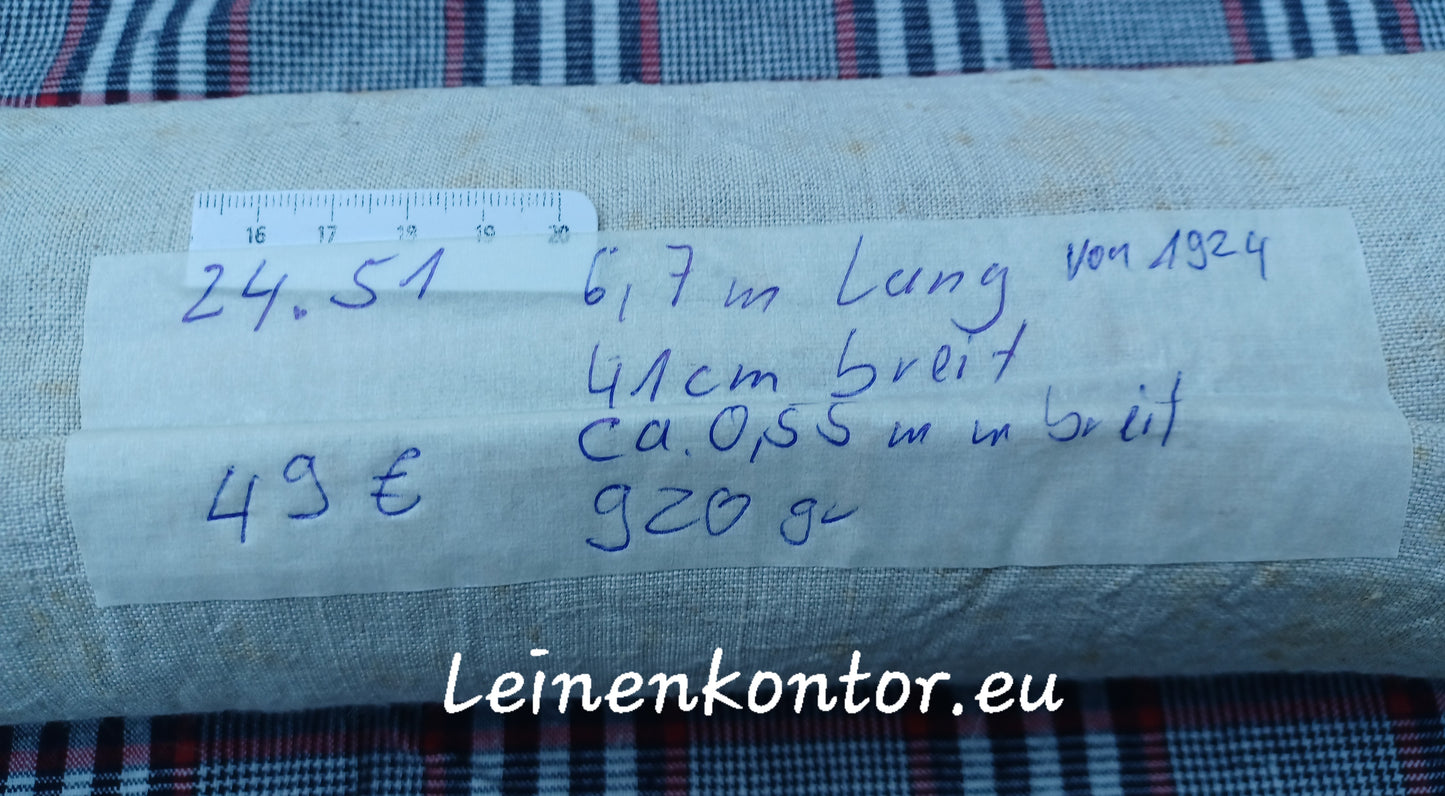 16 17 18 19 20
24.51 6,7 m Lang von 1924
41cm breit
ca. 0,55 mm breit
49 € 920 gr
Leinenkontor.eu